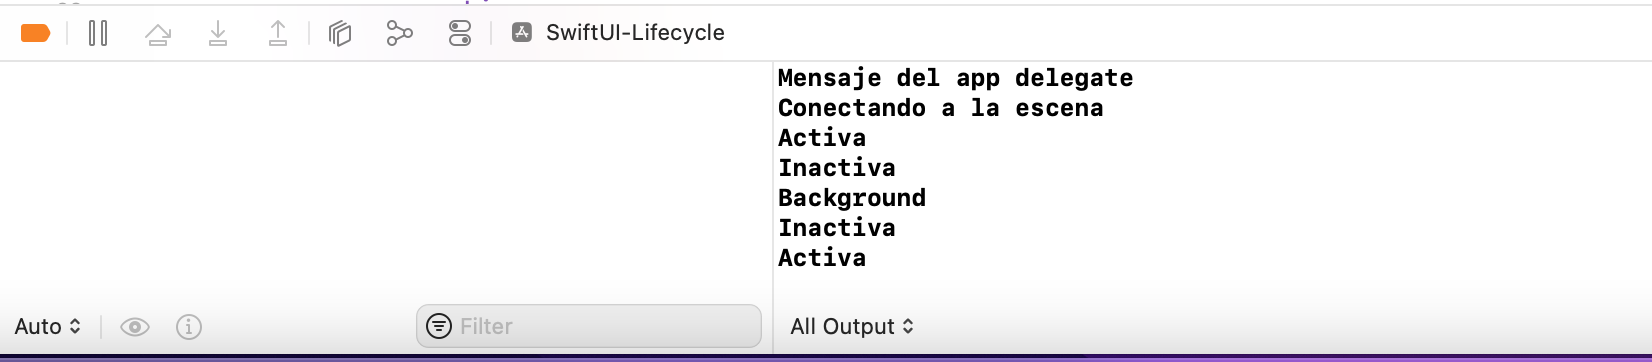 SwiftUI-Lifecycle
Mensaje del app delegate
Conectando a la escena
Activa
Inactiva
Background
Inactiva
Activa
Auto
Filter
All Output